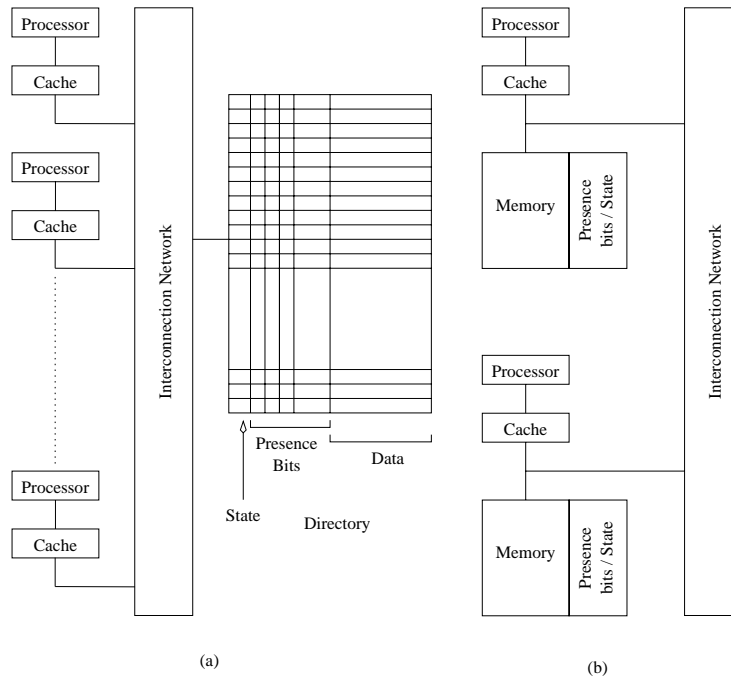 Processor
Cache
Processor
Cache
Processor
Cache
Interconnection Network
Presence
Bits
Data
State
Directory
(a)
Processor
Cache
Memory
Presence
bits / State
Processor
Cache
Memory
Presence
bits / State
Interconnection Network
(b)